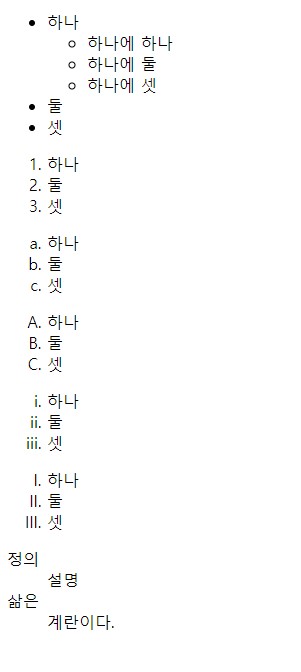 • 하나
○ 하나에 하나
○ 하나에 둘
○ 하나에 셋
• 둘
• 셋
1. 하나
2. 둘
3. 셋
a. 하나
b. 둘
c. 셋
A. 하나
B. 둘
C. 셋
i. 하나
ii. 둘
iii. 셋
I. 하나
II. 둘
III. 셋
정의
설명
삶은
계란이다.